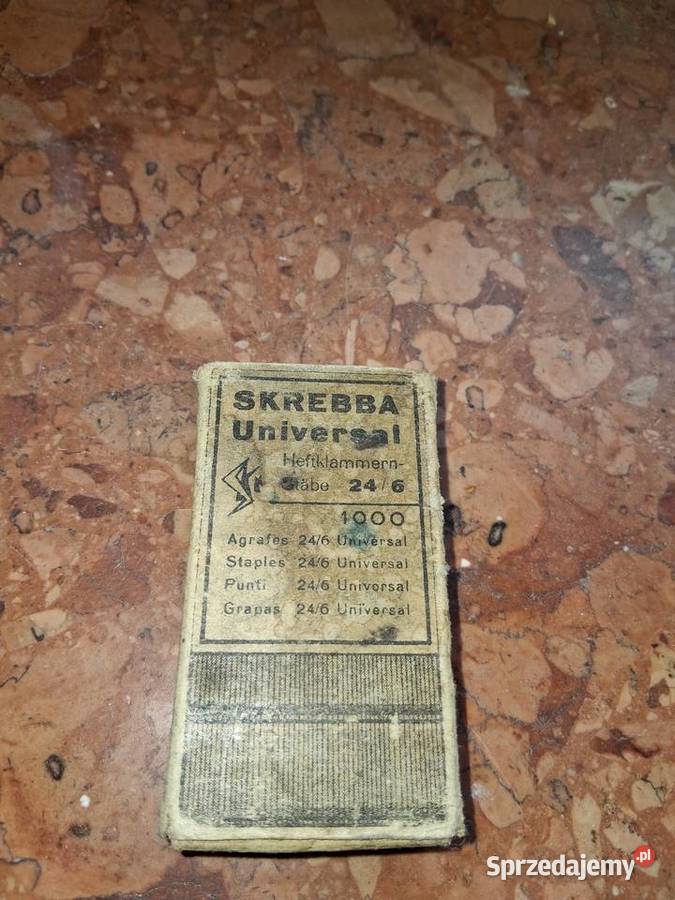 SKREBBA
Universal
Heftklammern-
Stäbe 24/6
1000
Agrafes 24/6 Universal
Staples 24/6 Universal
Punti 24/6 Universal
Grapas 24/6 Universal
Sprzedajemy.pl